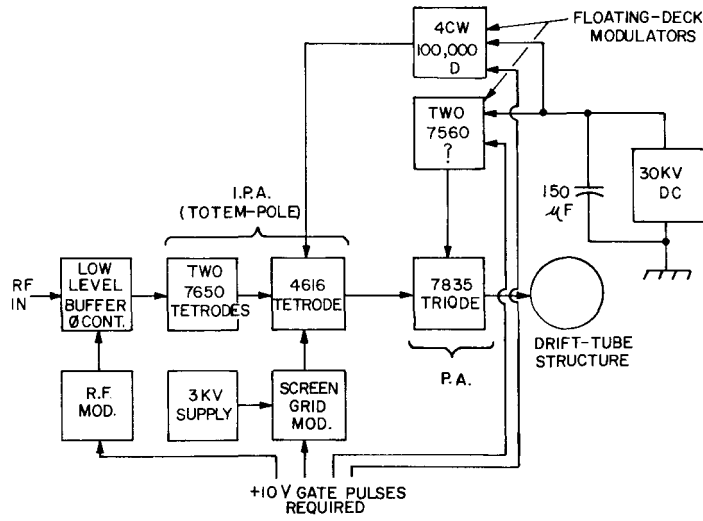 4CW
100,000
D
FLOATING-DECK
MODULATORS
TWO
7560
?
30KV
DC
150
μF
I.P.A.
(TOTEM-POLE)
RF
IN
LOW
LEVEL
BUFFER
ØCONT.
TWO
7650
TETRODES
4616
TETRODE
7835
TRIODE
DRIFT-TUBE
STRUCTURE
P.A.
R.F.
MOD.
3KV
SUPPLY
SCREEN
GRID
MOD.
+10V GATE PULSES
REQUIRED